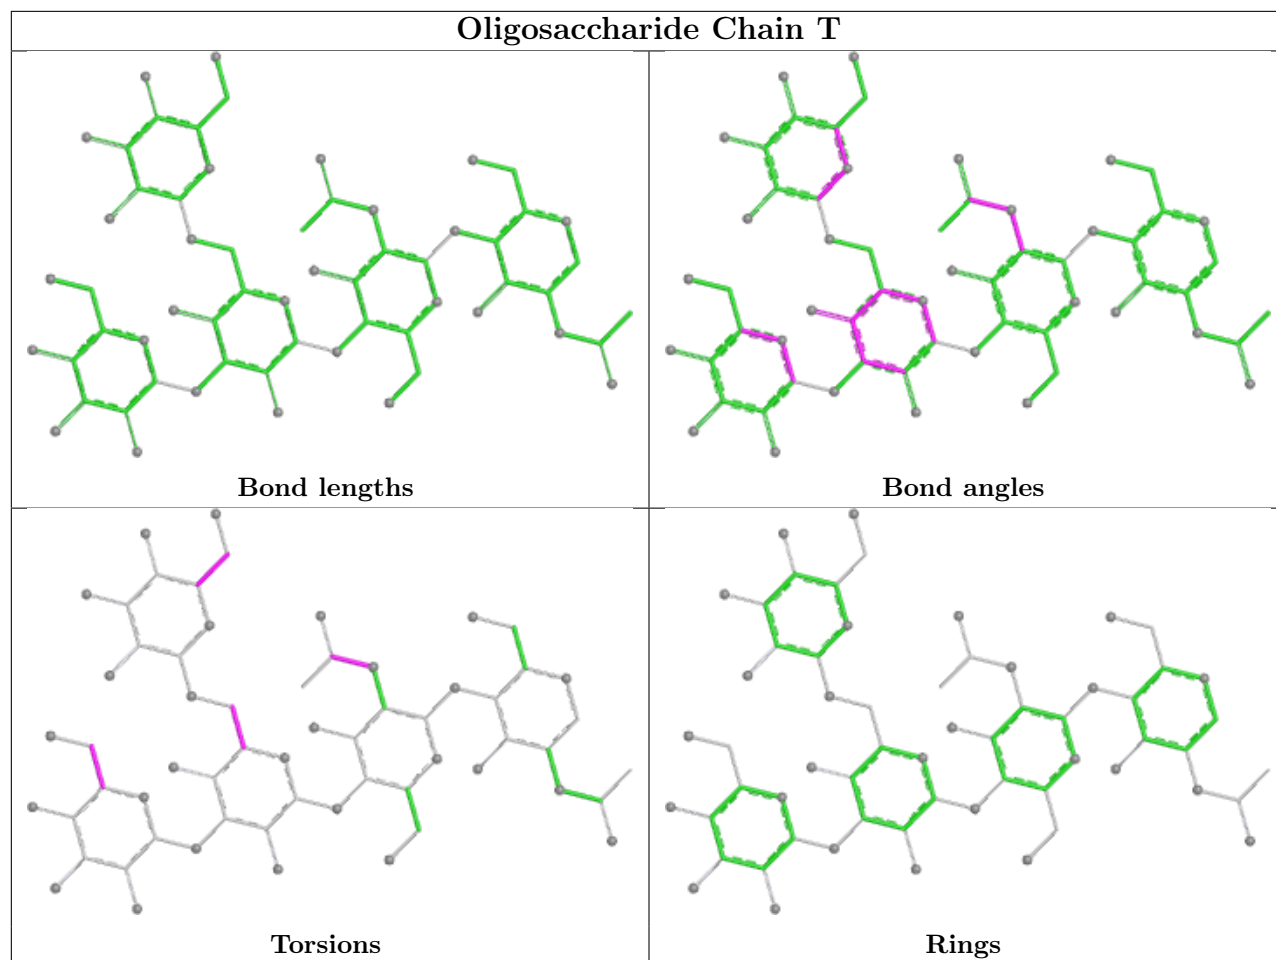 Oligosaccharide Chain T
Bond lengths
Bond angles
Torsions
Rings